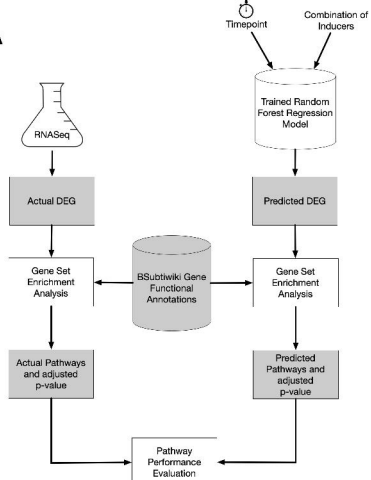 A
Timepoint
Combination of
Inducers
RNASeq
Trained Random
Forest Regression
Model
Actual DEG
Predicted DEG
Gene Set
Enrichment
Analysis
BSubtiwiki Gene
Functional
Annotations
Gene Set
Enrichment
Analysis
Actual Pathways
and adjusted
p-value
Predicted
Pathways and
adjusted
p-value
Pathway
Performance
Evaluation